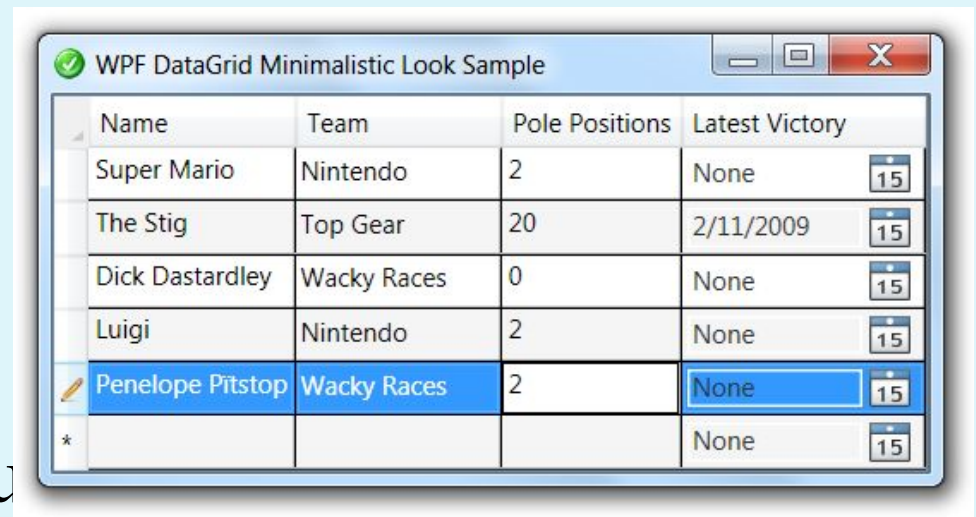 WPF DataGrid Minimalistic Look Sample
Name Team Pole Positions Latest Victory
Super Mario Nintendo 2 None 15
The Stig Top Gear 20 2/11/2009 15
Dick Dastardley Wacky Races 0 None 15
Luigi Nintendo 2 None 15
Penelope Pïtstop Wacky Races 2 None 15
* None 15